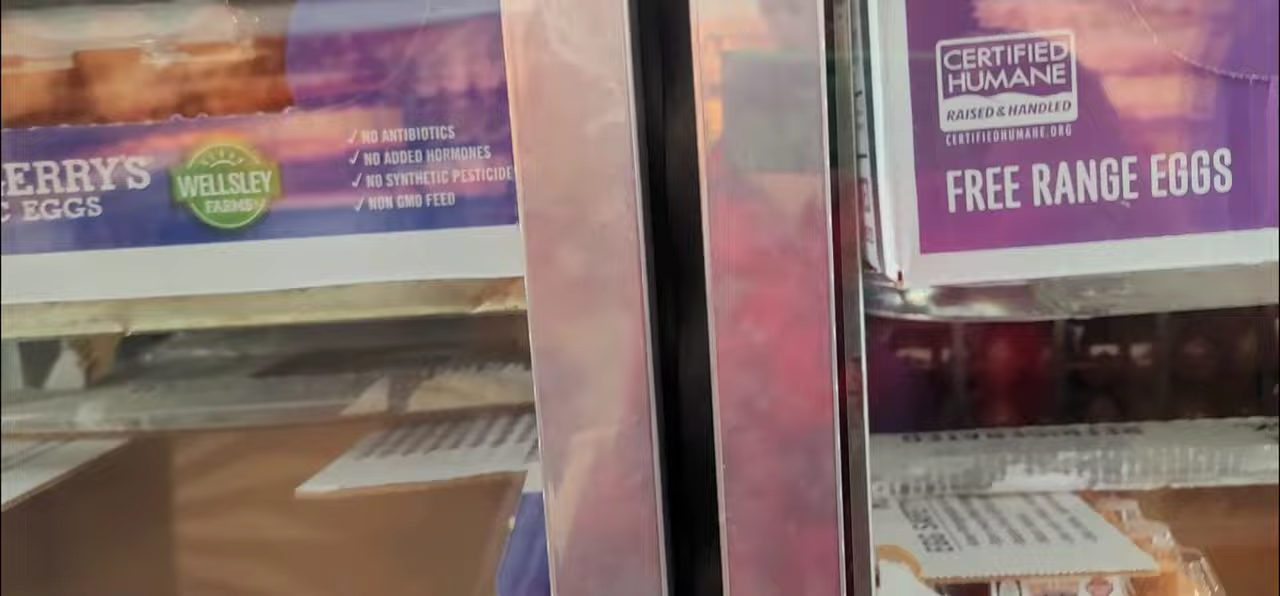 ERRY'S
C EGGS
WELLSLEY
FARMS
✓ NO ANTIBIOTICS
✓ NO ADDED HORMONES
✓ NO SYNTHETIC PESTICIDE
✓ NON GMO FEED
CERTIFIED
HUMANE
RAISED & HANDLED
CERTIFIEDHUMANE.ORG
FREE RANGE EGGS